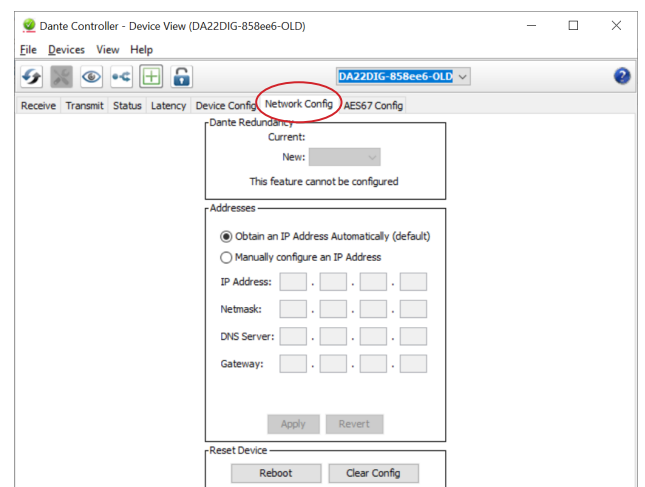 Dante Controller - Device View (DA22DIG-858ee6-OLD)
File Devices View Help
DA22DIG-858ee6-OLD
?
Receive Transmit Status Latency Device Config Network Config AES67 Config
Dante Redundancy
Current:
New:
This feature cannot be configured
Addresses
Obtain an IP Address Automatically (default)
Manually configure an IP Address
IP Address: . . .
Netmask: . . .
DNS Server: . . .
Gateway: . . .
Apply Revert
Reset Device
Reboot Clear Config